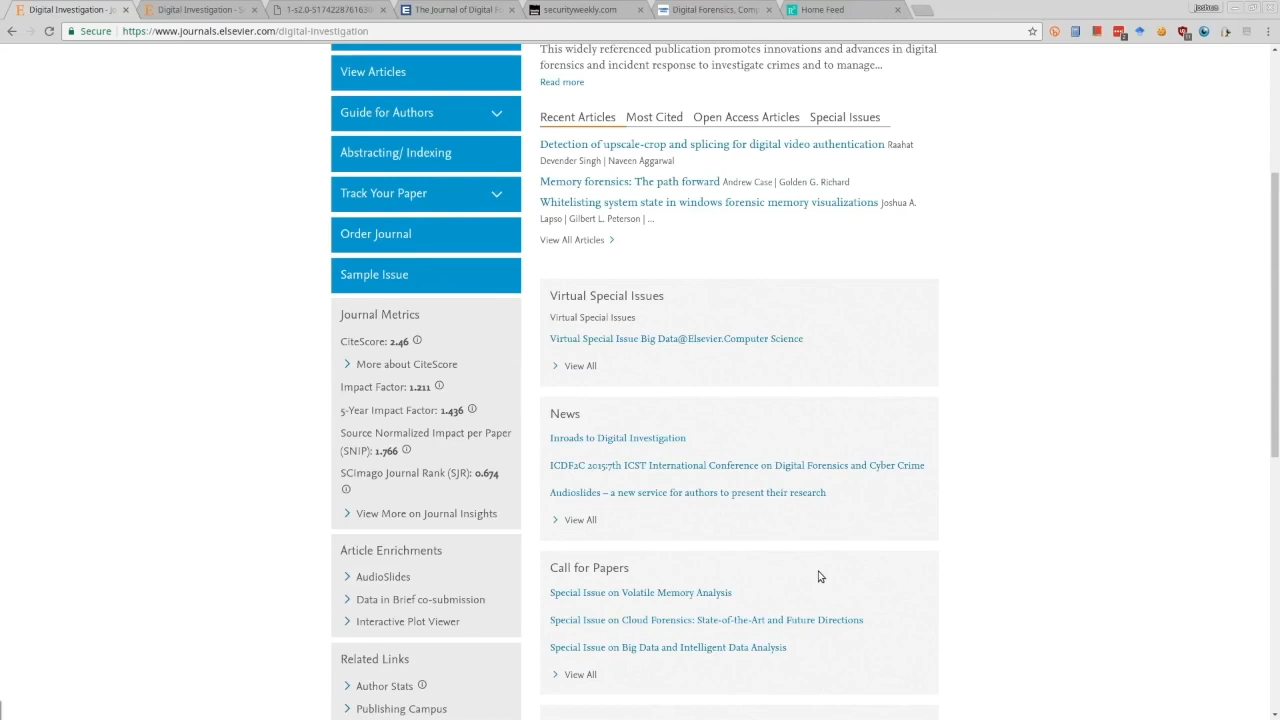 Digital Investigation - Jo
Digital Investigation - S
1-s2.0-S1742287616300
The Journal of Digital Fo
securityweekly.com
Digital Forensics, Comp
Home Feed
Joshua
Secure
https://www.journals.elsevier.com/digital-investigation
View Articles
Guide for Authors
Abstracting/ Indexing
Track Your Paper
Order Journal
Sample Issue
Journal Metrics
CiteScore: 2.46
More about CiteScore
Impact Factor: 1.211
5-Year Impact Factor: 1.436
Source Normalized Impact per Paper
(SNIP): 1.766
SCImago Journal Rank (SJR): 0.674
View More on Journal Insights
Article Enrichments
AudioSlides
Data in Brief co-submission
Interactive Plot Viewer
Related Links
Author Stats
Publishing Campus
This widely referenced publication promotes innovations and advances in digital
forensics and incident response to investigate crimes and to manage...
Read more
Recent Articles Most Cited Open Access Articles Special Issues
Detection of upscale-crop and splicing for digital video authentication Raahat
Devender Singh | Naveen Aggarwal
Memory forensics: The path forward Andrew Case | Golden G. Richard
Whitelisting system state in windows forensic memory visualizations Joshua A.
Lapso | Gilbert L. Peterson | ...
View All Articles
Virtual Special Issues
Virtual Special Issues
Virtual Special Issue Big Data@Elsevier.Computer Science
View All
News
Inroads to Digital Investigation
ICDF2C 2015:7th ICST International Conference on Digital Forensics and Cyber Crime
Audioslides – a new service for authors to present their research
View All
Call for Papers
Special Issue on Volatile Memory Analysis
Special Issue on Cloud Forensics: State-of-the-Art and Future Directions
Special Issue on Big Data and Intelligent Data Analysis
View All